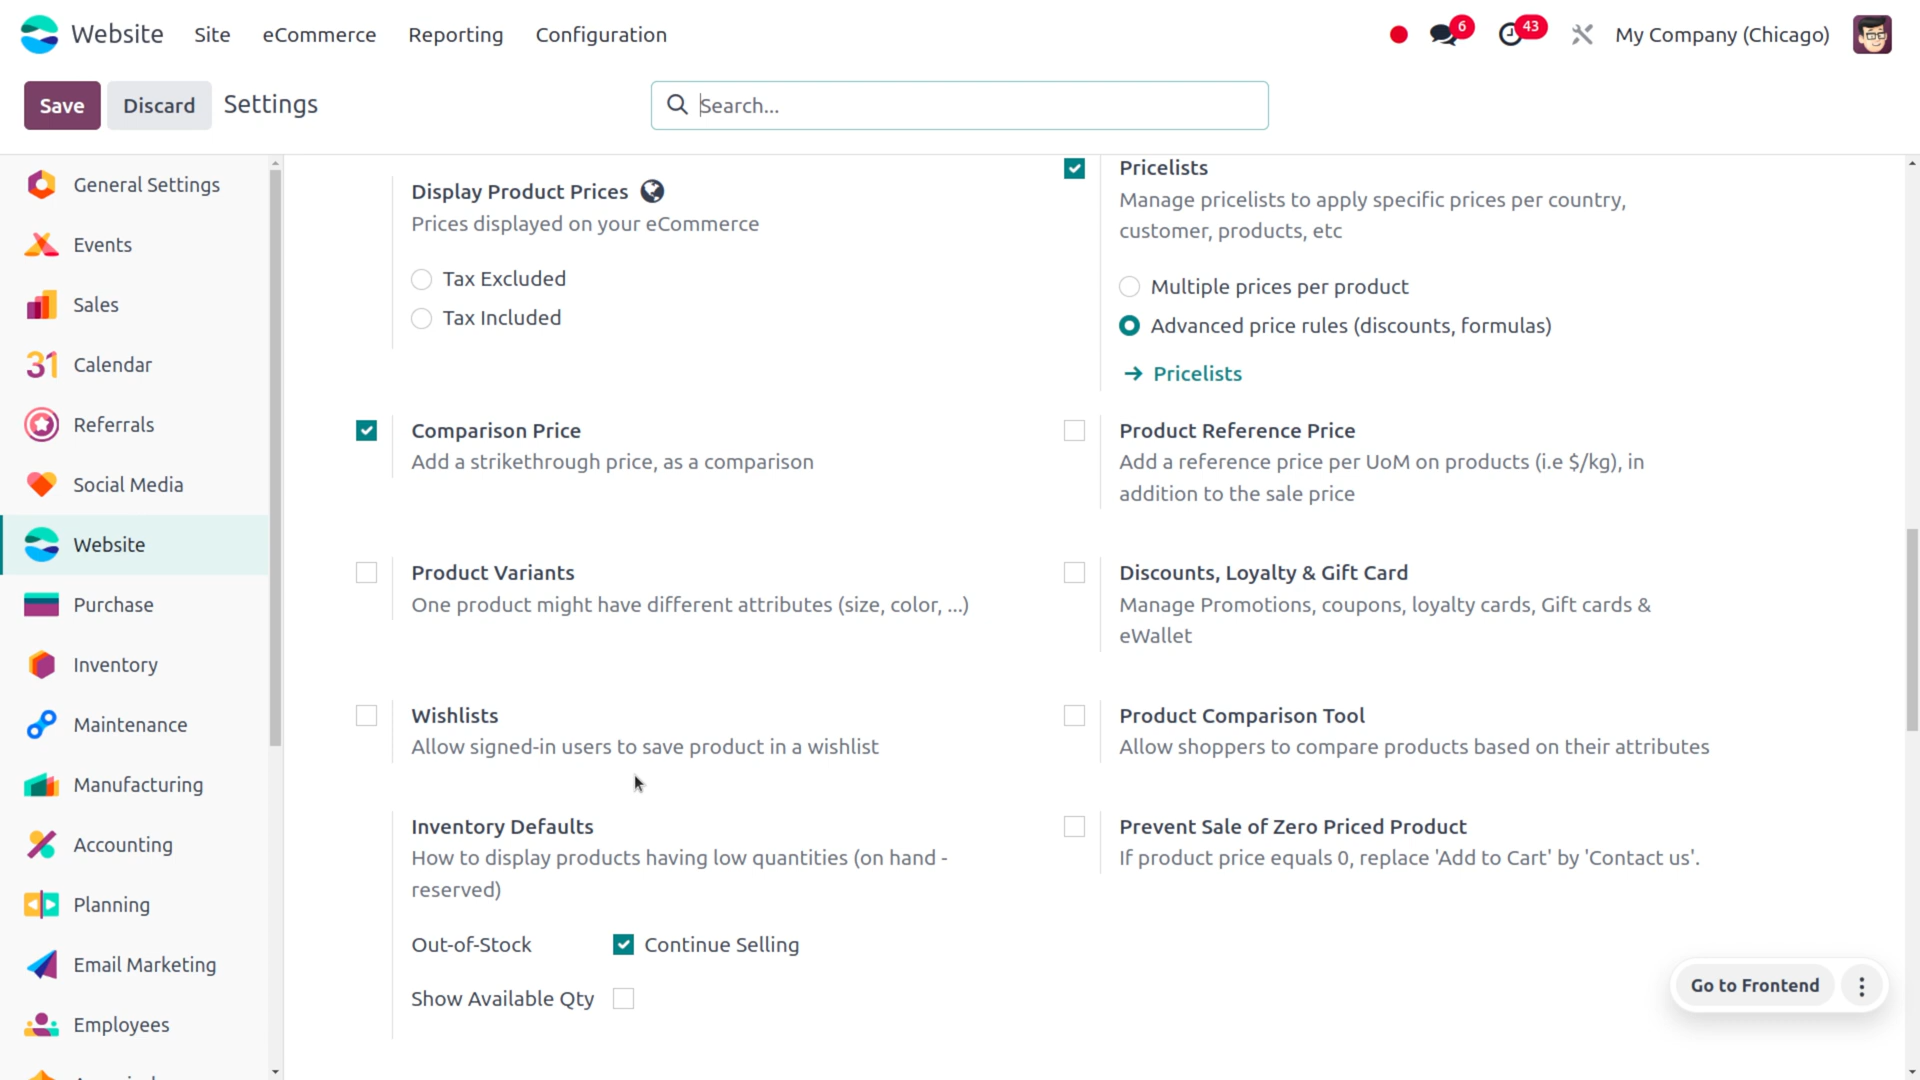 Website
Site
eCommerce
Reporting
Configuration
6
43
My Company (Chicago)
Save
Discard
Settings
Search...
General Settings
Events
Sales
31
Calendar
Referrals
Social Media
Website
Purchase
Inventory
Maintenance
Manufacturing
Accounting
Planning
Email Marketing
Employees
Display Product Prices
Prices displayed on your eCommerce
Tax Excluded
Tax Included
Pricelists
Manage pricelists to apply specific prices per country,
customer, products, etc
Multiple prices per product
Advanced price rules (discounts, formulas)
Pricelists
Comparison Price
Add a strikethrough price, as a comparison
Product Reference Price
Add a reference price per UoM on products (i.e $/kg), in
addition to the sale price
Product Variants
One product might have different attributes (size, color, ...)
Discounts, Loyalty & Gift Card
Manage Promotions, coupons, loyalty cards, Gift cards &
eWallet
Wishlists
Allow signed-in users to save product in a wishlist
Product Comparison Tool
Allow shoppers to compare products based on their attributes
Inventory Defaults
How to display products having low quantities (on hand -
reserved)
Out-of-Stock
Continue Selling
Show Available Qty
Prevent Sale of Zero Priced Product
If product price equals 0, replace 'Add to Cart' by 'Contact us'.
Go to Frontend